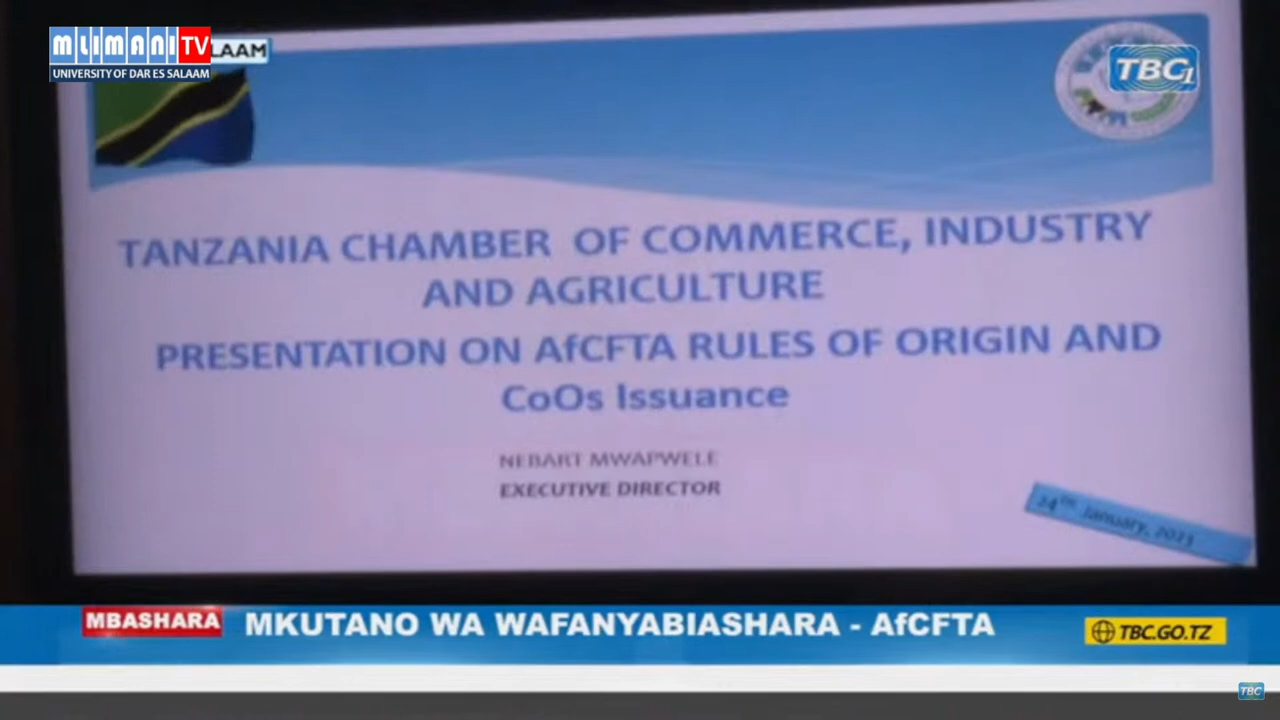 MLIMANI TV
LAAM
UNIVERSITY OF DAR ES SALAAM
TBC1
TANZANIA CHAMBER OF COMMERCE, INDUSTRY
AND AGRICULTURE
PRESENTATION ON AfCFTA RULES OF ORIGIN AND
CoOs Issuance
NEBART MWAPWELE
EXECUTIVE DIRECTOR
24th January, 2023
MBASHARA
MKUTANO WA WAFANYABIASHARA - AfCFTA
TBC.GO.TZ
TBC